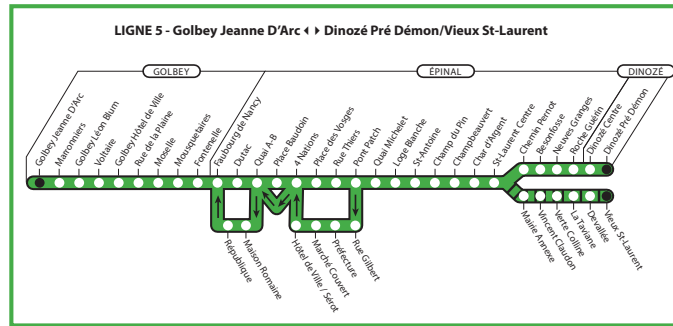 LIGNE 5 - Golbey Jeanne D'Arc ◂ ▸ Dinozé Pré Démon/Vieux St-Laurent
GOLBEY
ÉPINAL
DINOZÉ
Golbey Jeanne D'Arc
Marronniers
Golbey Léon Blum
Voltaire
Golbey Hôtel de Ville
Rue de la Plaine
Moselle
Mousquetaires
Fontenelle
Faubourg de Nancy
Dutac
Quai A-B
Place Baudoin
4 Nations
Place des Vosges
Rue Thiers
Pont Patch
Quai Michelet
Loge Blanche
St-Antoine
Champ du Pin
Champbeauvert
Char d'Argent
St-Laurent Centre
Chemin Pernot
Besonfosse
Neuves Granges
Roche Guérin
Dinozé Centre
Dinozé Pré Démon
République
Maison Romaine
Hôtel de Ville / Sérot
Marché Couvert
Préfecture
Rue Gilbert
Mairie Annexe
Vincent Claudon
Verte Colline
La Taviane
Devallée
Vieux St-Laurent